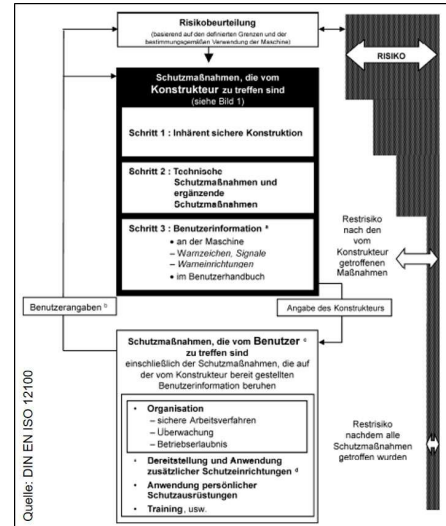 Risikobeurteilung
(basierend auf den definierten Grenzen und der
bestimmungsgemäßen Verwendung der Maschine)
RISIKO
Schutzmaßnahmen, die vom
Konstrukteur zu treffen sind
(siehe Bild 1)
Schritt 1 : Inhärent sichere Konstruktion
Schritt 2 : Technische
Schutzmaßnahmen und
ergänzende
Schutzmaßnahmen
Schritt 3 : Benutzerinformation a
• an der Maschine
– Warnzeichen, Signale
– Warneinrichtungen
• im Benutzerhandbuch
Restrisiko
nach den
vom
Konstrukteur
getroffenen
Maßnahmen
Benutzerangaben b
Angabe des Konstrukteurs
Schutzmaßnahmen, die vom Benutzer c
zu treffen sind
einschließlich der Schutzmaßnahmen, die auf
der vom Konstrukteur bereit gestellten
Benutzerinformation beruhen
• Organisation
– sichere Arbeitsverfahren
– Überwachung
– Betriebserlaubnis
• Bereitstellung und Anwendung
zusätzlicher Schutzeinrichtungen d
• Anwendung persönlicher
Schutzausrüstungen
• Training, usw.
Restrisiko
nachdem alle
Schutzmaßnahmen
getroffen wurden
Quelle: DIN EN ISO 12100